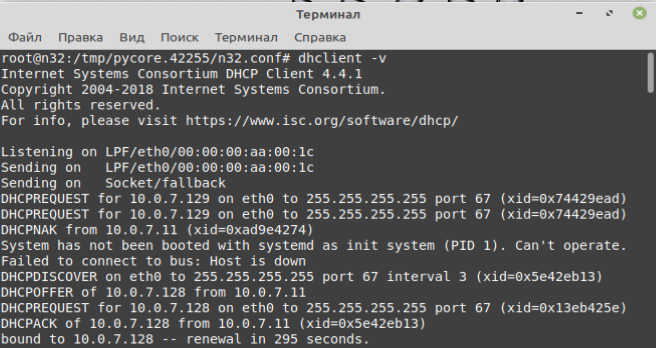 Терминал
Файл Правка Вид Поиск Терминал Справка
root@n32:/tmp/pycore.42255/n32.conf# dhclient -v
Internet Systems Consortium DHCP Client 4.4.1
Copyright 2004-2018 Internet Systems Consortium.
All rights reserved.
For info, please visit https://www.isc.org/software/dhcp/
Listening on LPF/eth0/00:00:00:aa:00:1c
Sending on   LPF/eth0/00:00:00:aa:00:1c
Sending on   Socket/fallback
DHCPREQUEST for 10.0.7.129 on eth0 to 255.255.255.255 port 67 (xid=0x74429ead)
DHCPREQUEST for 10.0.7.129 on eth0 to 255.255.255.255 port 67 (xid=0x74429ead)
DHCPNAK from 10.0.7.11 (xid=0xad9e4274)
System has not been booted with systemd as init system (PID 1). Can't operate.
Failed to connect to bus: Host is down
DHCPDISCOVER on eth0 to 255.255.255.255 port 67 interval 3 (xid=0x5e42eb13)
DHCPOFFER of 10.0.7.128 from 10.0.7.11
DHCPREQUEST for 10.0.7.128 on eth0 to 255.255.255.255 port 67 (xid=0x13eb425e)
DHCPACK of 10.0.7.128 from 10.0.7.11 (xid=0x5e42eb13)
bound to 10.0.7.128 -- renewal in 295 seconds.